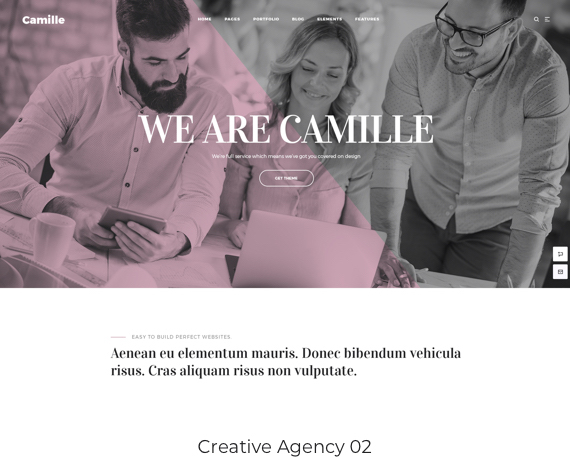 Camille
HOME PAGES PORTFOLIO BLOG ELEMENTS FEATURES
WE ARE CAMILLE
We're full service which means we've got you covered on design
GET THEME
EASY TO BUILD PERFECT WEBSITES
Aenean eu elementum mauris. Donec bibendum vehicula
risus. Cras aliquam risus non vulputate.
Creative Agency 02